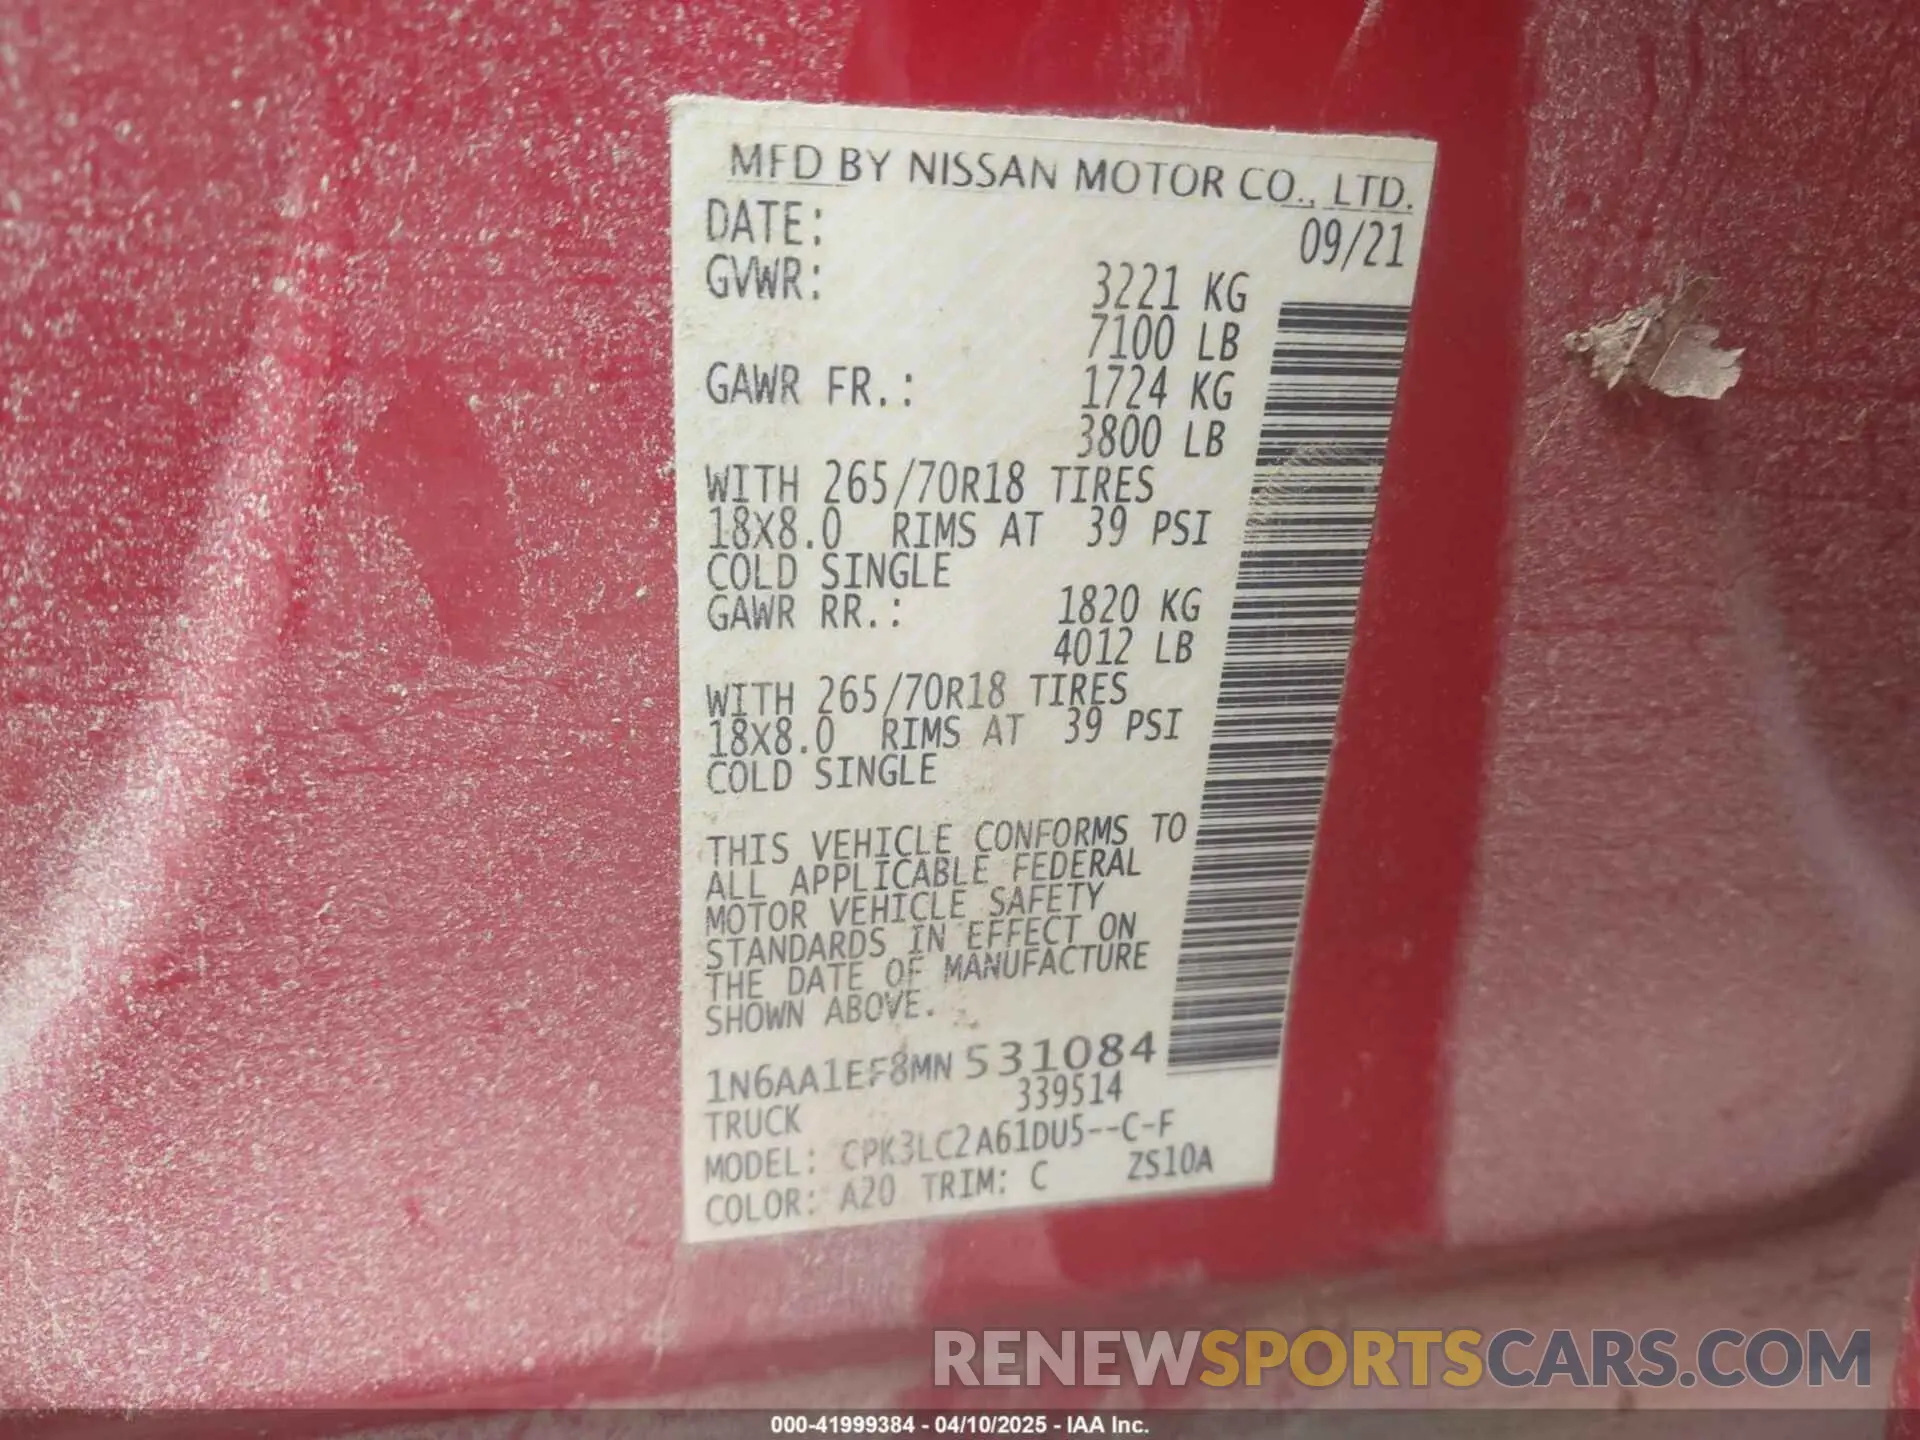 MFD BY NISSAN MOTOR CO., LTD.
DATE: 09/21
GVWR: 3221 KG
7100 LB
GAWR FR.: 1724 KG
3800 LB
WITH 265/70R18 TIRES
18X8.0 RIMS AT 39 PSI
COLD SINGLE
GAWR RR.: 1820 KG
4012 LB
WITH 265/70R18 TIRES
18X8.0 RIMS AT 39 PSI
COLD SINGLE
THIS VEHICLE CONFORMS TO
ALL APPLICABLE FEDERAL
MOTOR VEHICLE SAFETY
STANDARDS IN EFFECT ON
THE DATE OF MANUFACTURE
SHOWN ABOVE.
1N6AA1EF8MN531084
339514
TRUCK
MODEL: CPK3LC2A61DU5--C-F
COLOR: A20 TRIM: C ZS10A
RENEWSPORTSCARS.COM
000-41999384 - 04/10/2025 - IAA Inc.